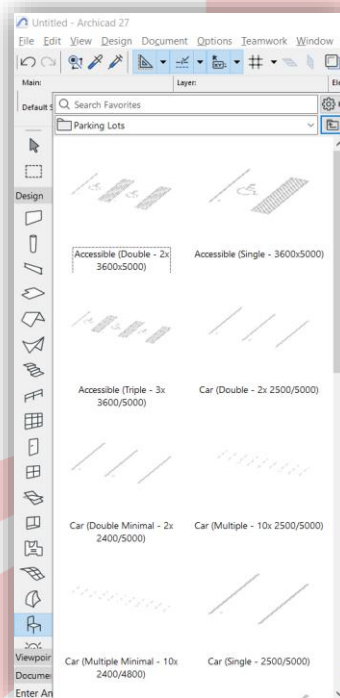 Untitled - Archicad 27
File Edit View Design Document Options Teamwork Window
Main:
Layer:
Default
Search Favorites
Parking Lots
Design
Accessible (Double - 2x
3600x5000)
Accessible (Single - 3600x5000)
Accessible (Triple - 3x
3600/5000)
Car (Double - 2x 2500/5000)
Car (Double Minimal - 2x
2400/5000)
Car (Multiple - 10x 2500/5000)
Viewpoir
Car (Multiple Minimal - 10x
2400/4800)
Car (Single - 2500/5000)
Docume
Enter An